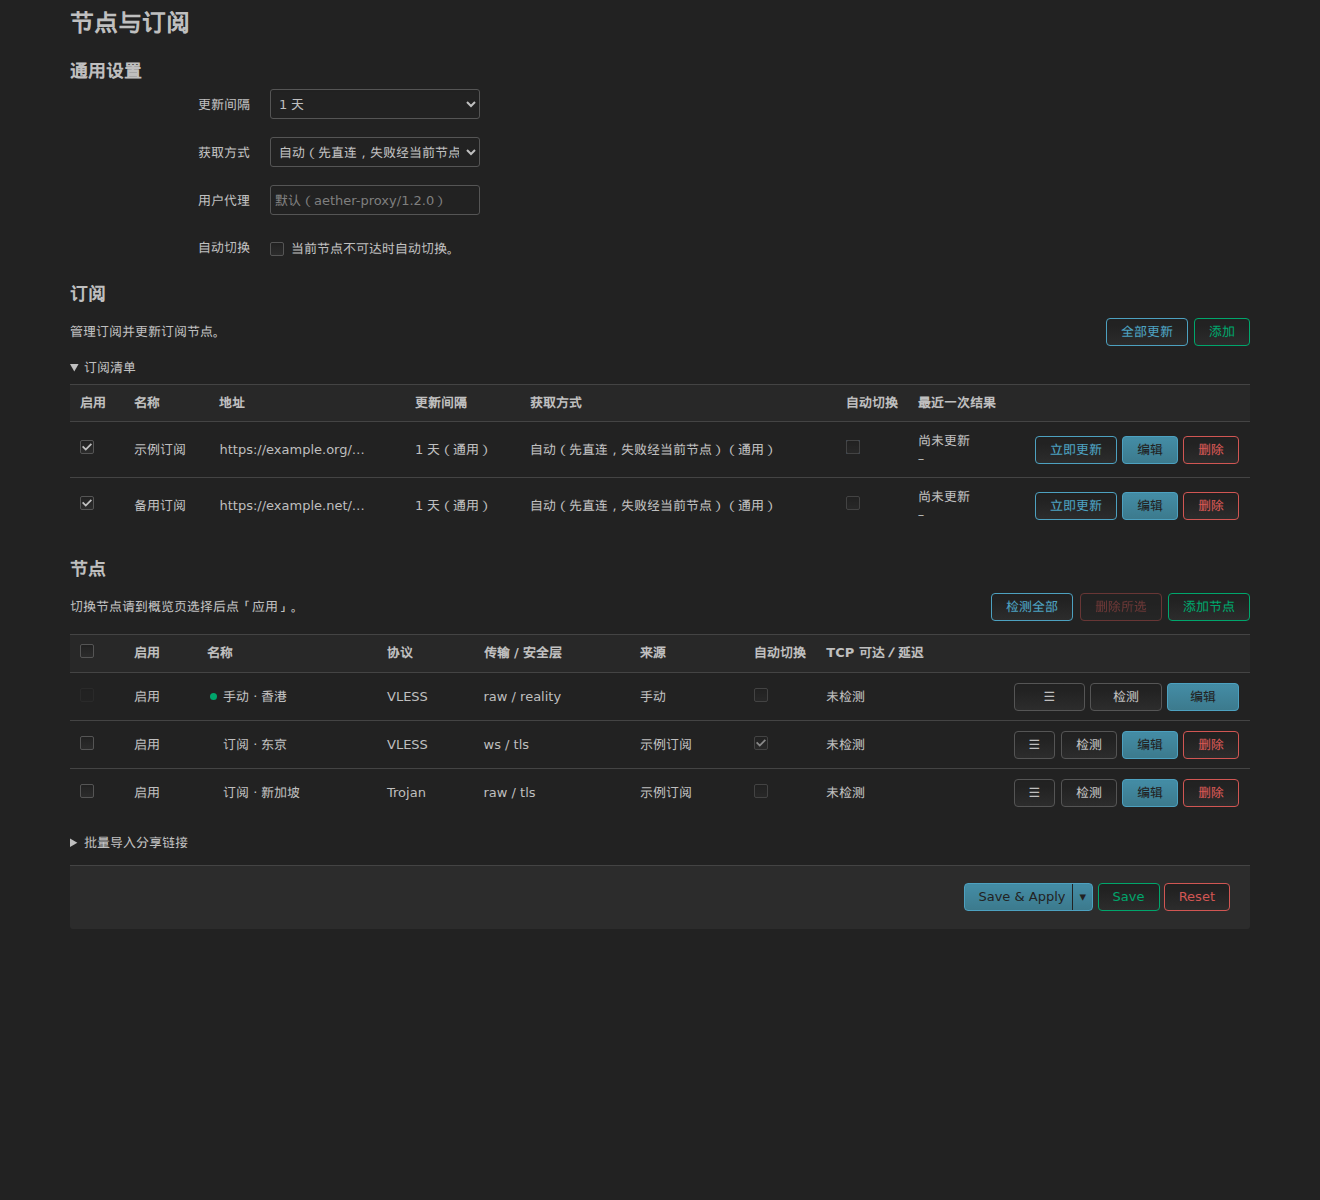 节点与订阅
通用设置
更新间隔 1 天
获取方式 自动（先直连，失败经当前节点
用户代理 默认（aether-proxy/1.2.0）
自动切换 当前节点不可达时自动切换。
订阅
管理订阅并更新订阅节点。 全部更新 添加
▼ 订阅清单
启用 名称 地址 更新间隔 获取方式 自动切换 最近一次结果
示例订阅 https://example.org/… 1 天（通用） 自动（先直连，失败经当前节点）（通用） 尚未更新 – 立即更新 编辑 删除
备用订阅 https://example.net/… 1 天（通用） 自动（先直连，失败经当前节点）（通用） 尚未更新 – 立即更新 编辑 删除
节点
切换节点请到概览页选择后点「应用」。 检测全部 删除所选 添加节点
启用 名称 协议 传输 / 安全层 来源 自动切换 TCP 可达 / 延迟
启用 ● 手动 · 香港 VLESS raw / reality 手动 未检测 ☰ 检测 编辑
启用 订阅 · 东京 VLESS ws / tls 示例订阅 未检测 ☰ 检测 编辑 删除
启用 订阅 · 新加坡 Trojan raw / tls 示例订阅 未检测 ☰ 检测 编辑 删除
▶ 批量导入分享链接
Save & Apply ▾ Save Reset